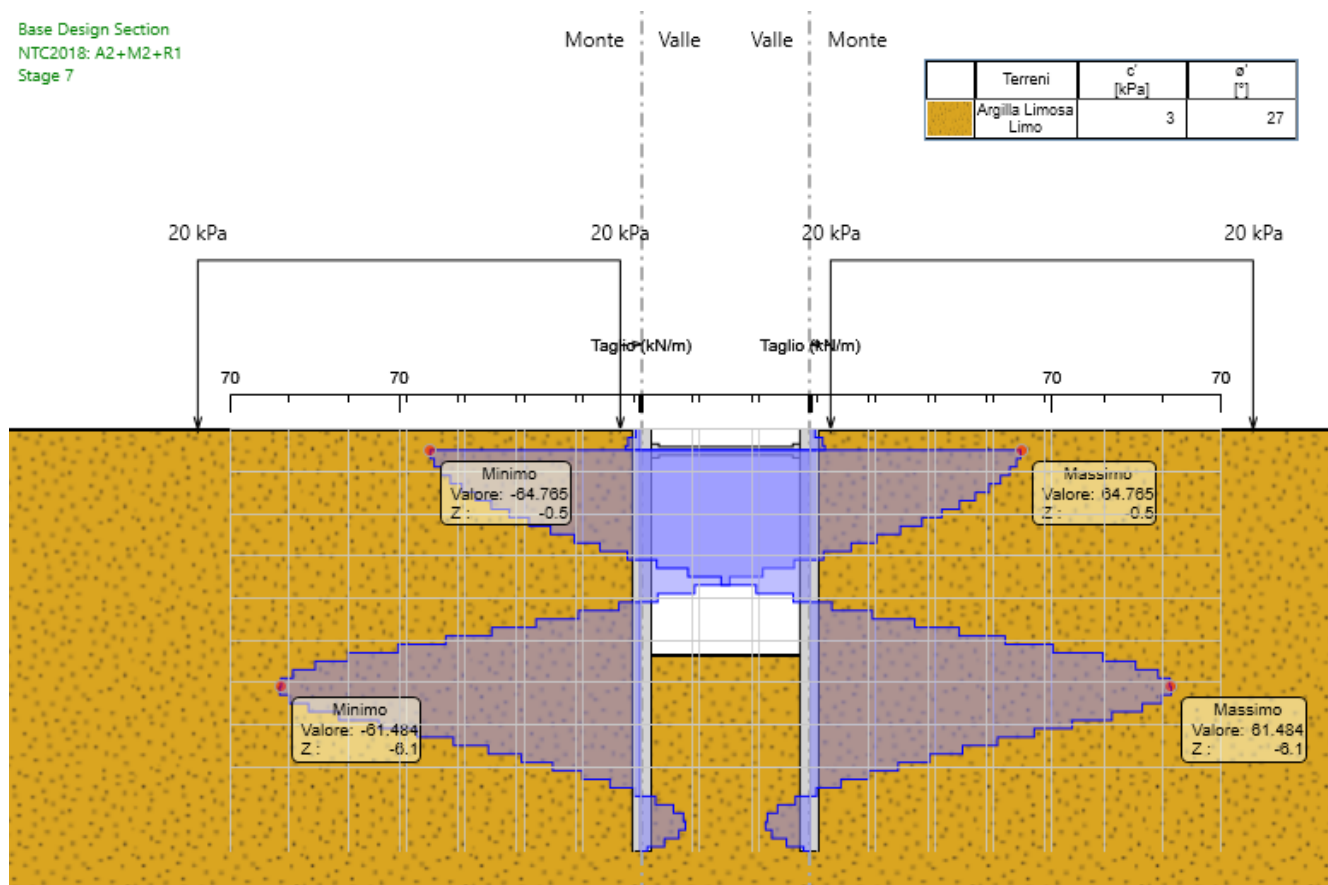 Base Design Section
NTC2018: A2+M2+R1
Stage 7
Monte Valle Valle Monte
Terreni c' ø'
[kPa] [°]
Argilla Limosa 3 27
Limo
20 kPa 20 kPa 20 kPa 20 kPa
Taglio (kN/m) Taglio (kN/m)
70 70 70 70
Minimo
Valore: -64.765
Z : -0.5
Massimo
Valore: 64.765
Z : -0.5
Minimo
Valore: -61.484
Z : -6.1
Massimo
Valore: 61.484
Z : -6.1